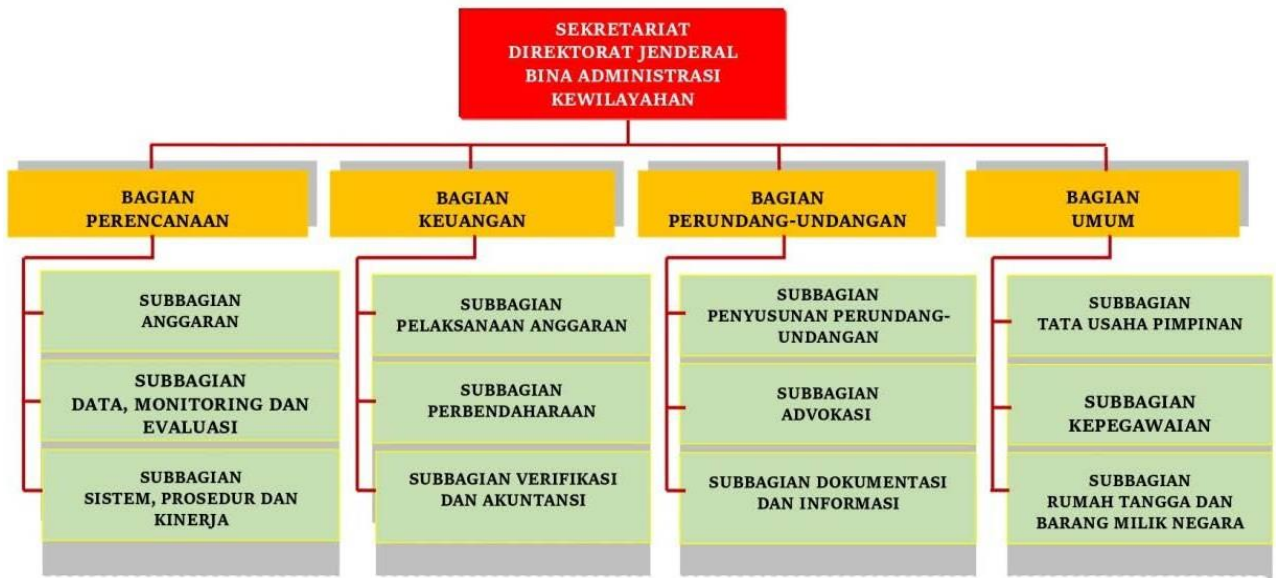 SEKRETARIAT
DIREKTORAT JENDERAL
BINA ADMINISTRASI
KEWILAYAHAN
BAGIAN
PERENCANAAN
BAGIAN
KEUANGAN
BAGIAN
PERUNDANG-UNDANGAN
BAGIAN
UMUM
SUBBAGIAN
ANGGARAN
SUBBAGIAN
DATA, MONITORING DAN
EVALUASI
SUBBAGIAN
SISTEM, PROSEDUR DAN
KINERJA
SUBBAGIAN
PELAKSANAAN ANGGARAN
SUBBAGIAN
PERBENDAHARAAN
SUBBAGIAN VERIFIKASI
DAN AKUNTANSI
SUBBAGIAN
PENYUSUNAN PERUNDANG-
UNDANGAN
SUBBAGIAN
ADVOKASI
SUBBAGIAN DOKUMENTASI
DAN INFORMASI
SUBBAGIAN
TATA USAHA PIMPINAN
SUBBAGIAN
KEPEGAWAIAN
SUBBAGIAN
RUMAH TANGGA DAN
BARANG MILIK NEGARA